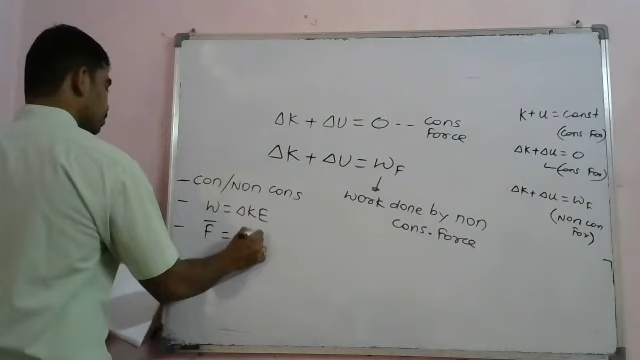 ΔK + ΔU = 0 -- cons
Force
ΔK + ΔU = W_F
↓
work done by non
cons. force
- con/Non cons
- W = ΔKE
- F̅ =
K + U = const
(cons For)
ΔK + ΔU = 0
↳ (cons For)
ΔK + ΔU = W_F
(Non con
For)